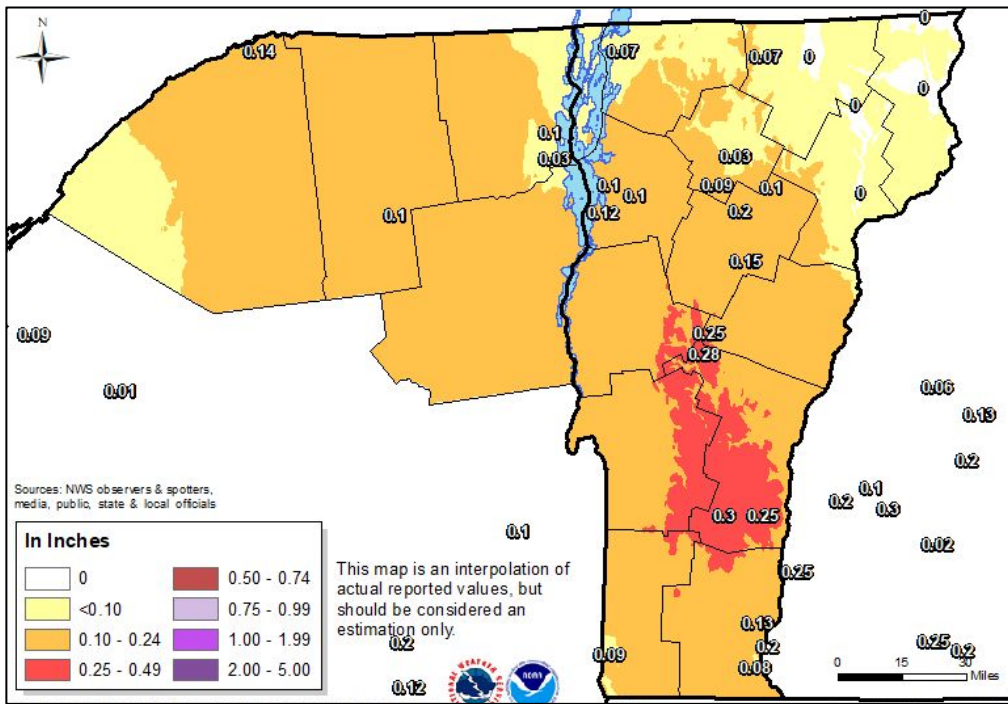 N
0
0.14
0.07
0.07
0
0
0
0.1
0.03
0.03
0.1
0.1
0.09
0.1
0
0.12
0.2
0.1
0.15
0.09
0.25
0.28
0.01
0.06
0.13
0.2
0.1
0.2
0.3
0.3
0.25
0.1
0.02
0.25
0.13
0.2
0.2
0.25
0.2
0.09
0.08
0.12
Sources: NWS observers & spotters,
media, public, state & local officials
In Inches
0
<0.10
0.10 - 0.24
0.25 - 0.49
0.50 - 0.74
0.75 - 0.99
1.00 - 1.99
2.00 - 5.00
This map is an interpolation of
actual reported values, but
should be considered an
estimation only.
NATIONAL WEATHER SERVICE
NOAA
0 15 30
Miles